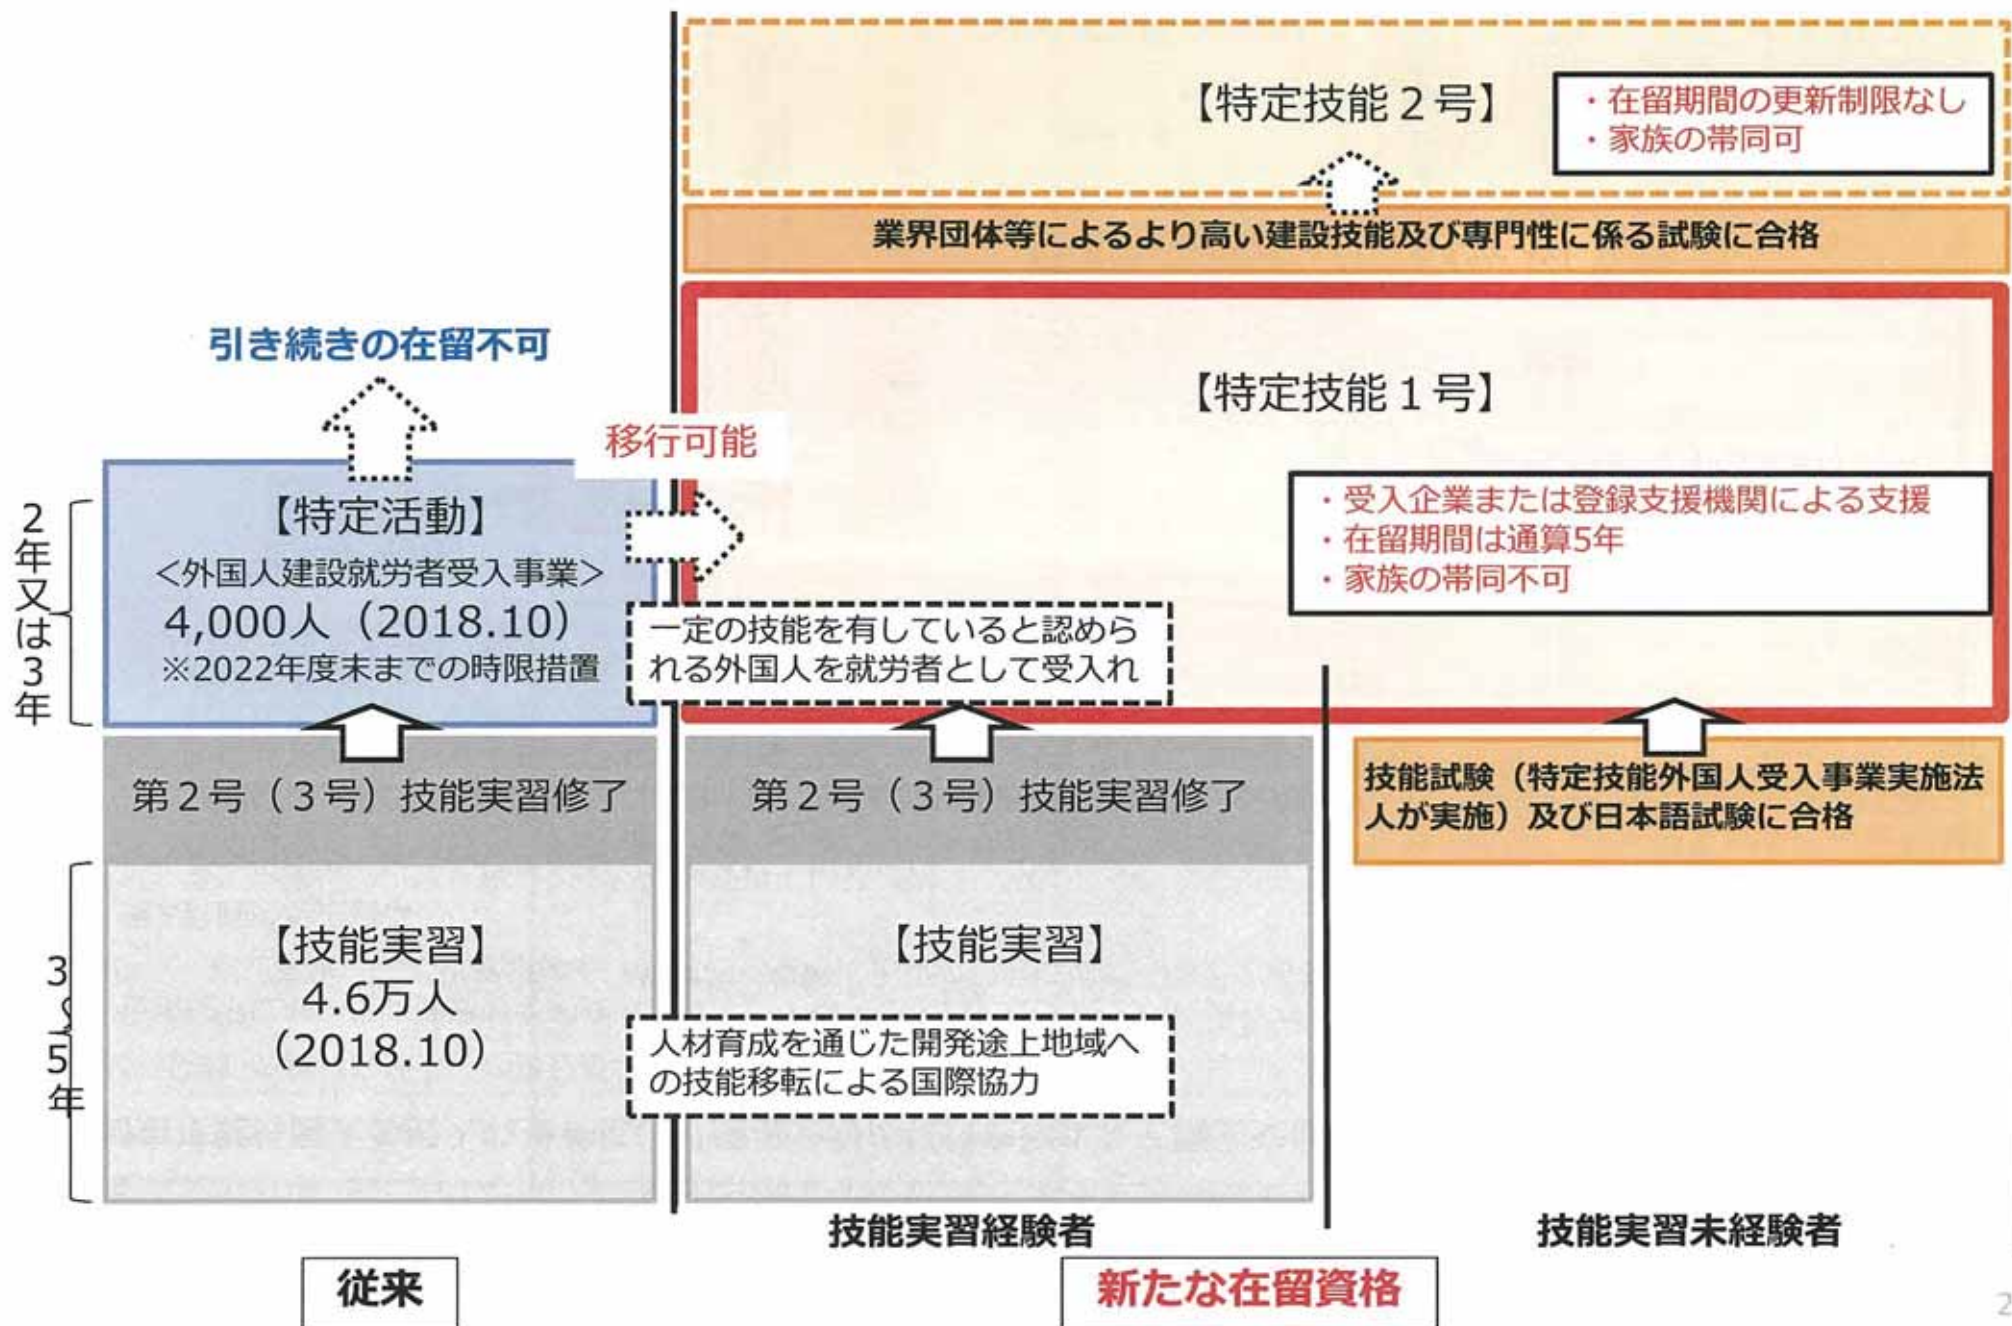 【特定技能２号】
・在留期間の更新制限なし
・家族の帯同可
業界団体等によるより高い建設技能及び専門性に係る試験に合格
引き続きの在留不可
移行可能
【特定技能１号】
・受入企業または登録支援機関による支援
・在留期間は通算5年
・家族の帯同不可
2年又は3年
【特定活動】
＜外国人建設就労者受入事業＞
4,000人（2018.10）
※2022年度末までの時限措置
一定の技能を有していると認めら
れる外国人を就労者として受入れ
第２号（３号）技能実習修了
第２号（３号）技能実習修了
技能試験（特定技能外国人受入事業実施法
人が実施）及び日本語試験に合格
3～5年
【技能実習】
4.6万人
（2018.10）
【技能実習】
人材育成を通じた開発途上地域へ
の技能移転による国際協力
技能実習経験者
技能実習未経験者
従来
新たな在留資格
2